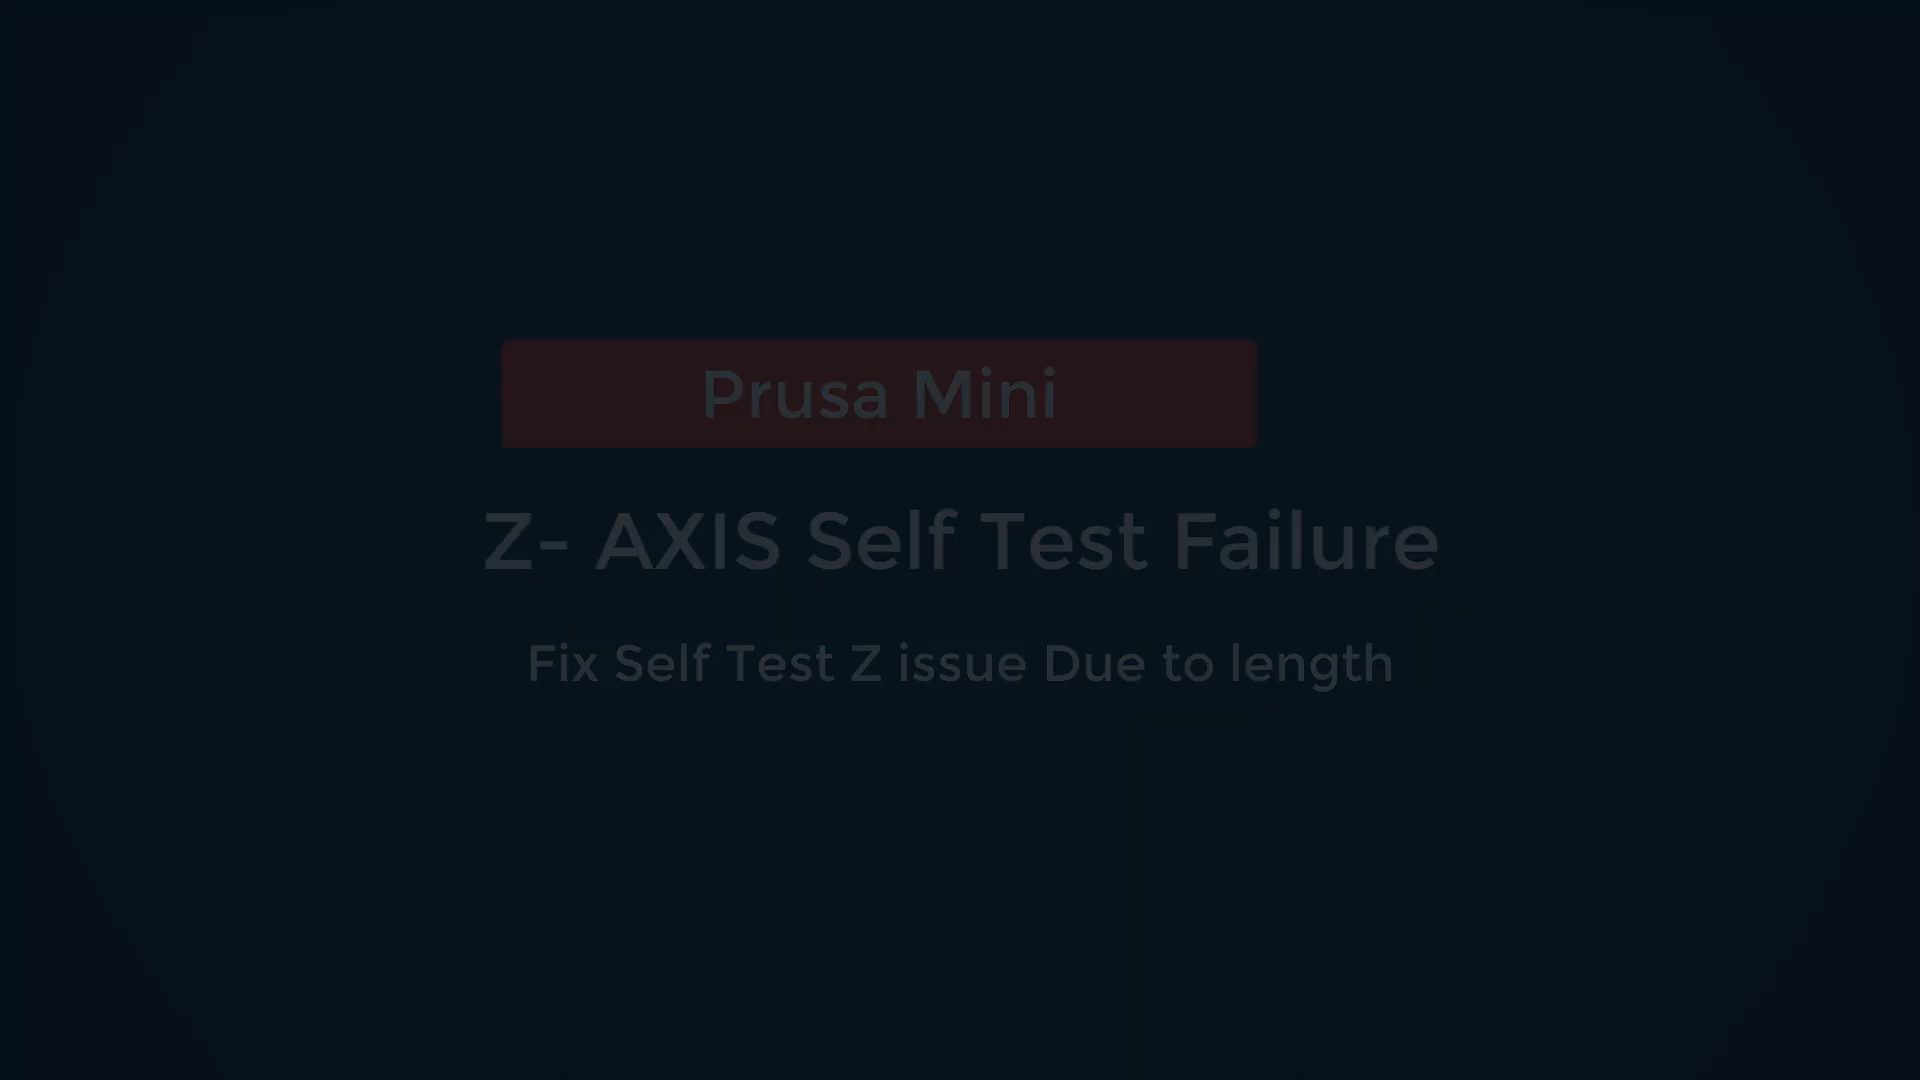 Prusa Mini
Z- AXIS Self Test Failure
Fix Self Test Z issue Due to length